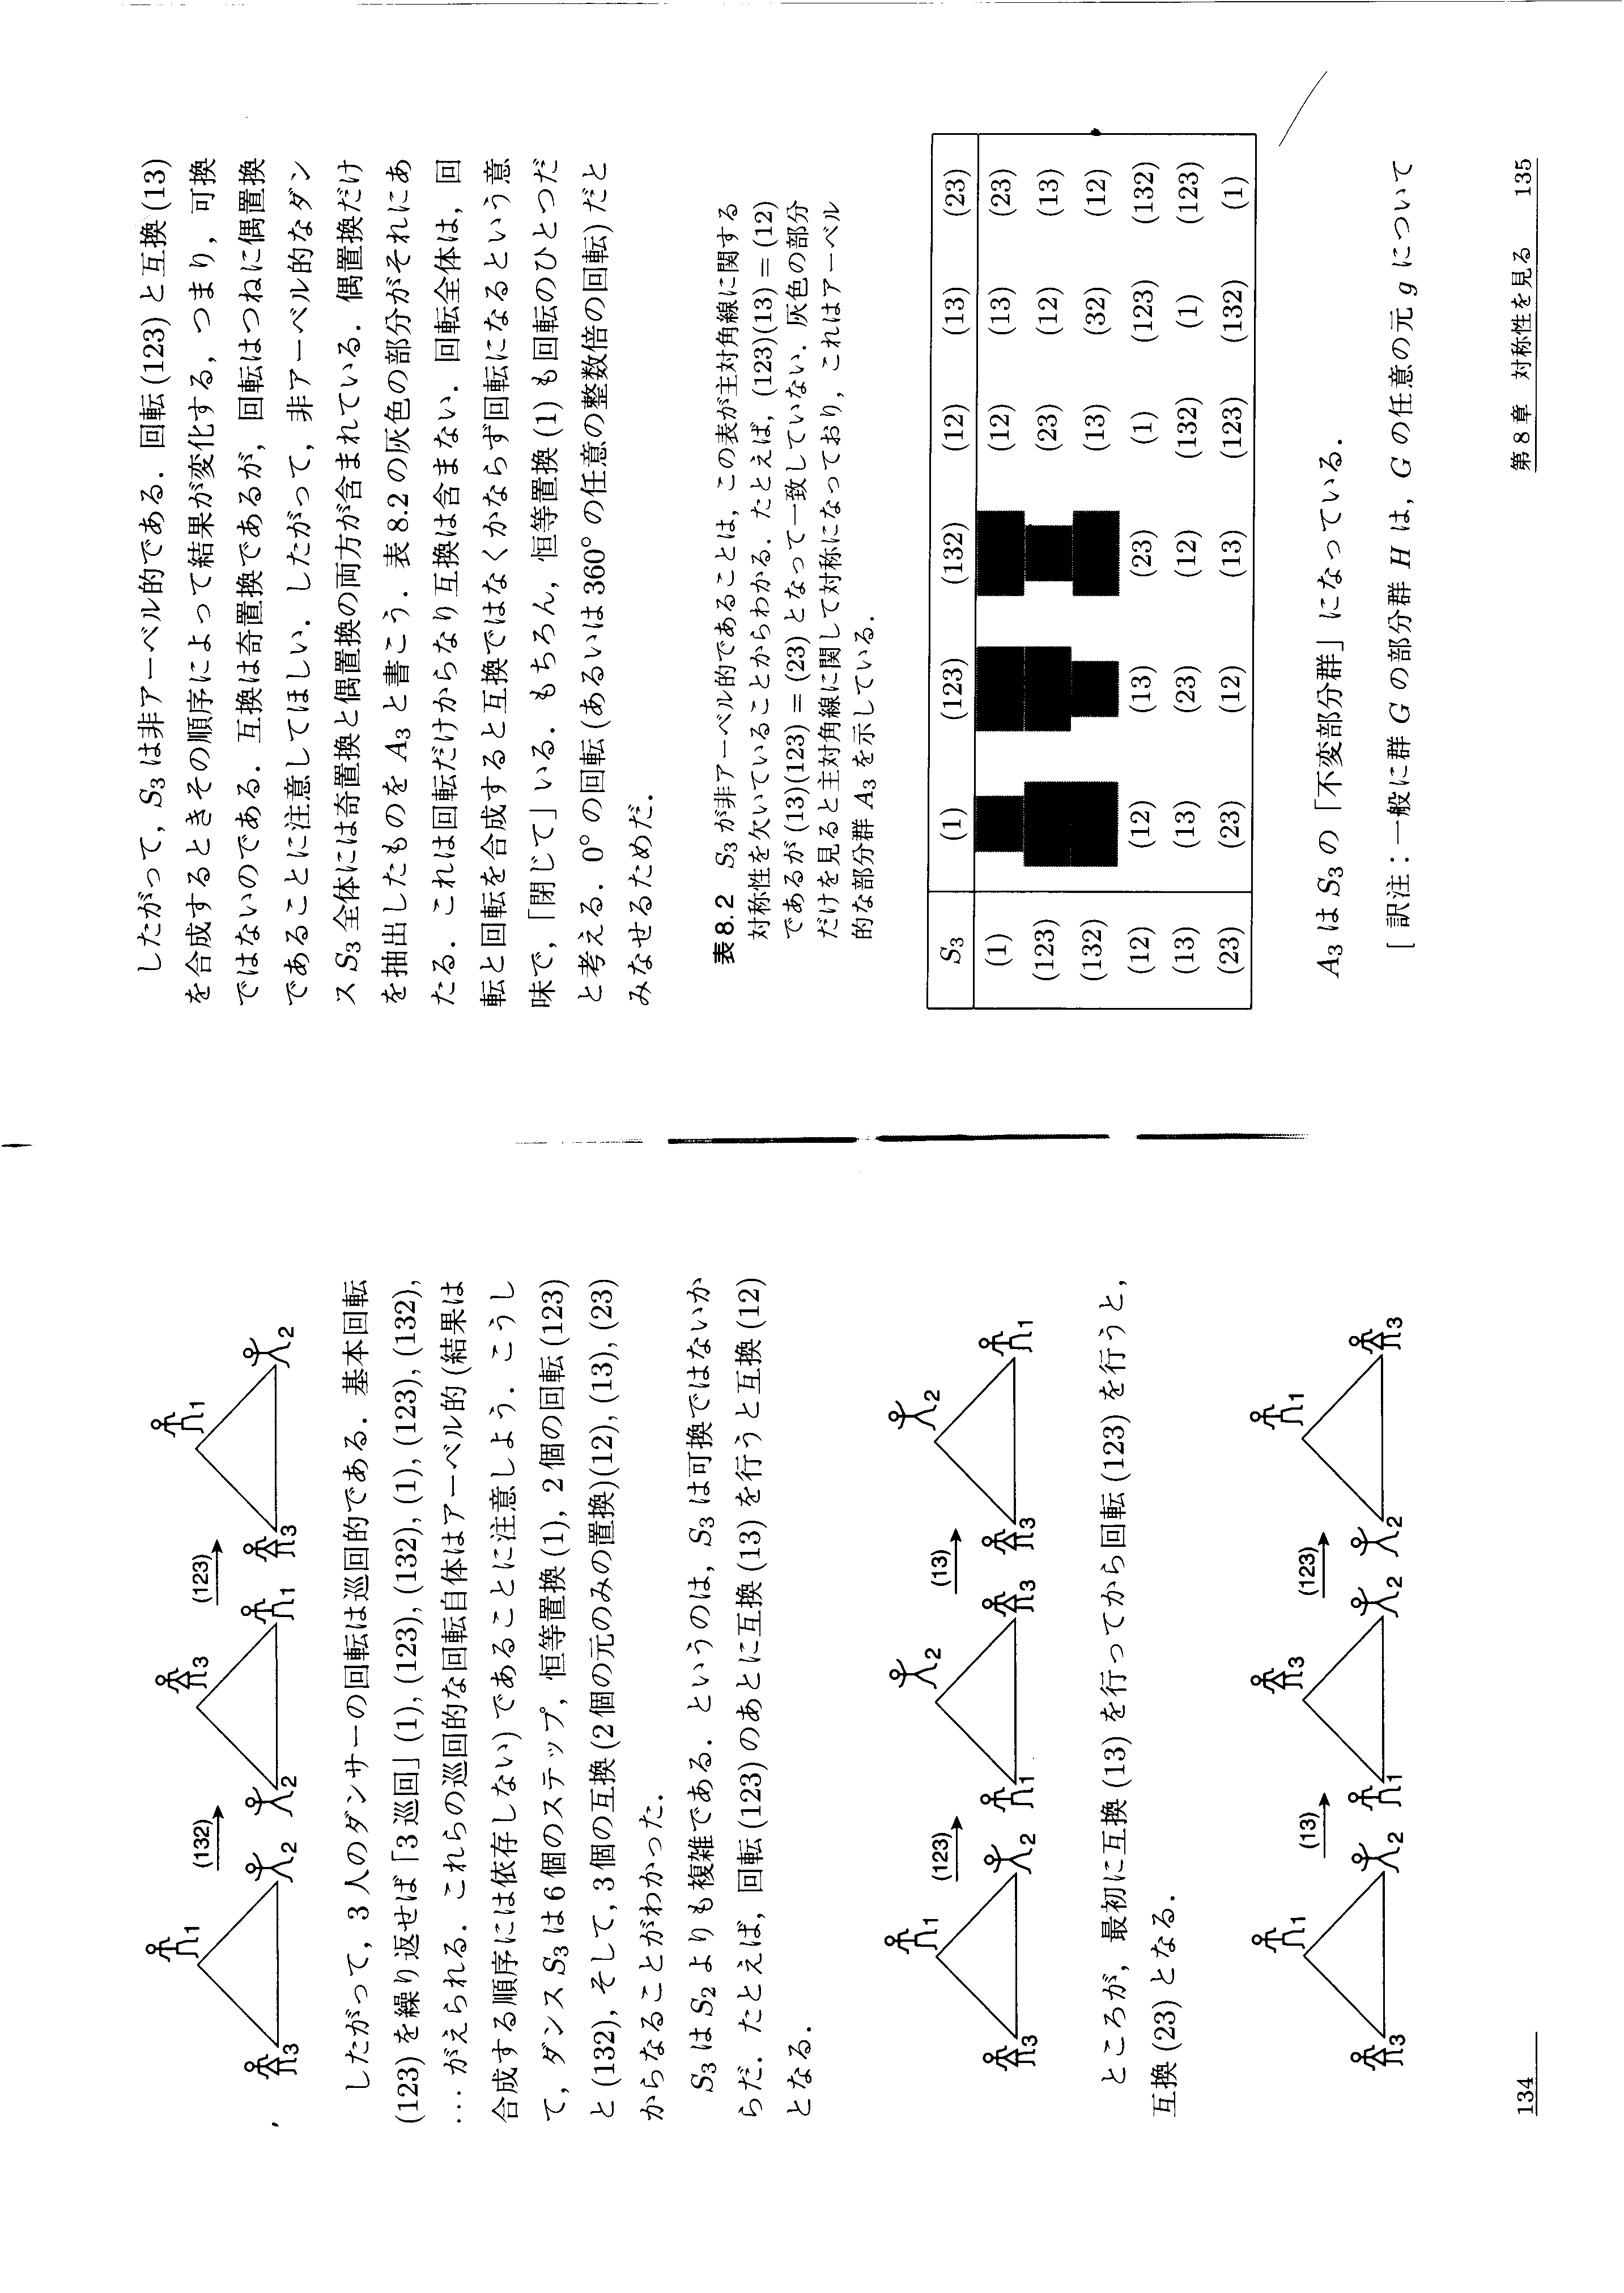 1
2
3
(132)
3
1
2
(123)
1
2
3
したがって，3人のダンサーの回転は巡回的である．基本回転
(123)を繰り返せば「3巡回」(1), (123), (132), (1), (123), (132),
… がえられる．これらの巡回的な回転自体はアーベル的(結果は
合成する順序には依存しない)であることに注意しよう．こうし
て，ダンス S₃ は6個のステップ，恒等置換(1)，2個の回転(123)
と(132)，そして，3個の互換(2個の元のみの置換)(12), (13), (23)
からなることがわかった．
S₃ は S₂ よりも複雑である．というのは，S₃ は可換ではないか
らだ．たとえば，回転(123)のあとに互換(13)を行うと互換(12)
となる．
1
2
3
(123)
2
3
1
(13)
2
1
3
ところが，最初に互換(13)を行ってから回転(123)を行うと，
互換(23)となる．
1
2
3
(13)
3
2
1
(123)
1
3
2
134
したがって，S₃ は非アーベル的である．回転(123)と互換(13)
を合成するときその順序によって結果が変化する，つまり，可換
ではないのである．互換は奇置換であるが，回転はつねに偶置換
であることに注意してほしい．したがって，非アーベル的なダン
ス S₃ 全体には奇置換と偶置換の両方が含まれている．偶置換だけ
を抽出したものを A₃ と書こう．表8.2の灰色の部分がそれにあ
たる．これは回転だけからなり互換は含まない．回転全体は，回
転と回転を合成すると互換ではなくかならず回転になるという意
味で，「閉じて」いる．もちろん，恒等置換(1)も回転のひとつだ
と考える．0°の回転(あるいは360°の任意の整数倍の回転)だと
みなせるためだ．
表8.2 S₃ が非アーベル的であることは，この表が主対角線に関する
対称性を欠いていることからわかる．たとえば，(123)(13) = (12)
であるが(13)(123) = (23)となって一致していない．灰色の部分
だけを見ると主対角線に関して対称になっており，これはアーベル
的な部分群 A₃ を示している．
S₃ (1) (123) (132) (12) (13) (23)
(1) (12) (13) (23)
(123) (23) (12) (13)
(132) (13) (32) (12)
(12) (12) (13) (23) (1) (123) (132)
(13) (13) (23) (12) (132) (1) (123)
(23) (23) (12) (13) (123) (132) (1)
A₃ は S₃ の「不変部分群」になっている．
[訳注：一般に群 G の部分群 H は，G の任意の元 g について
第8章 対称性を見る 135